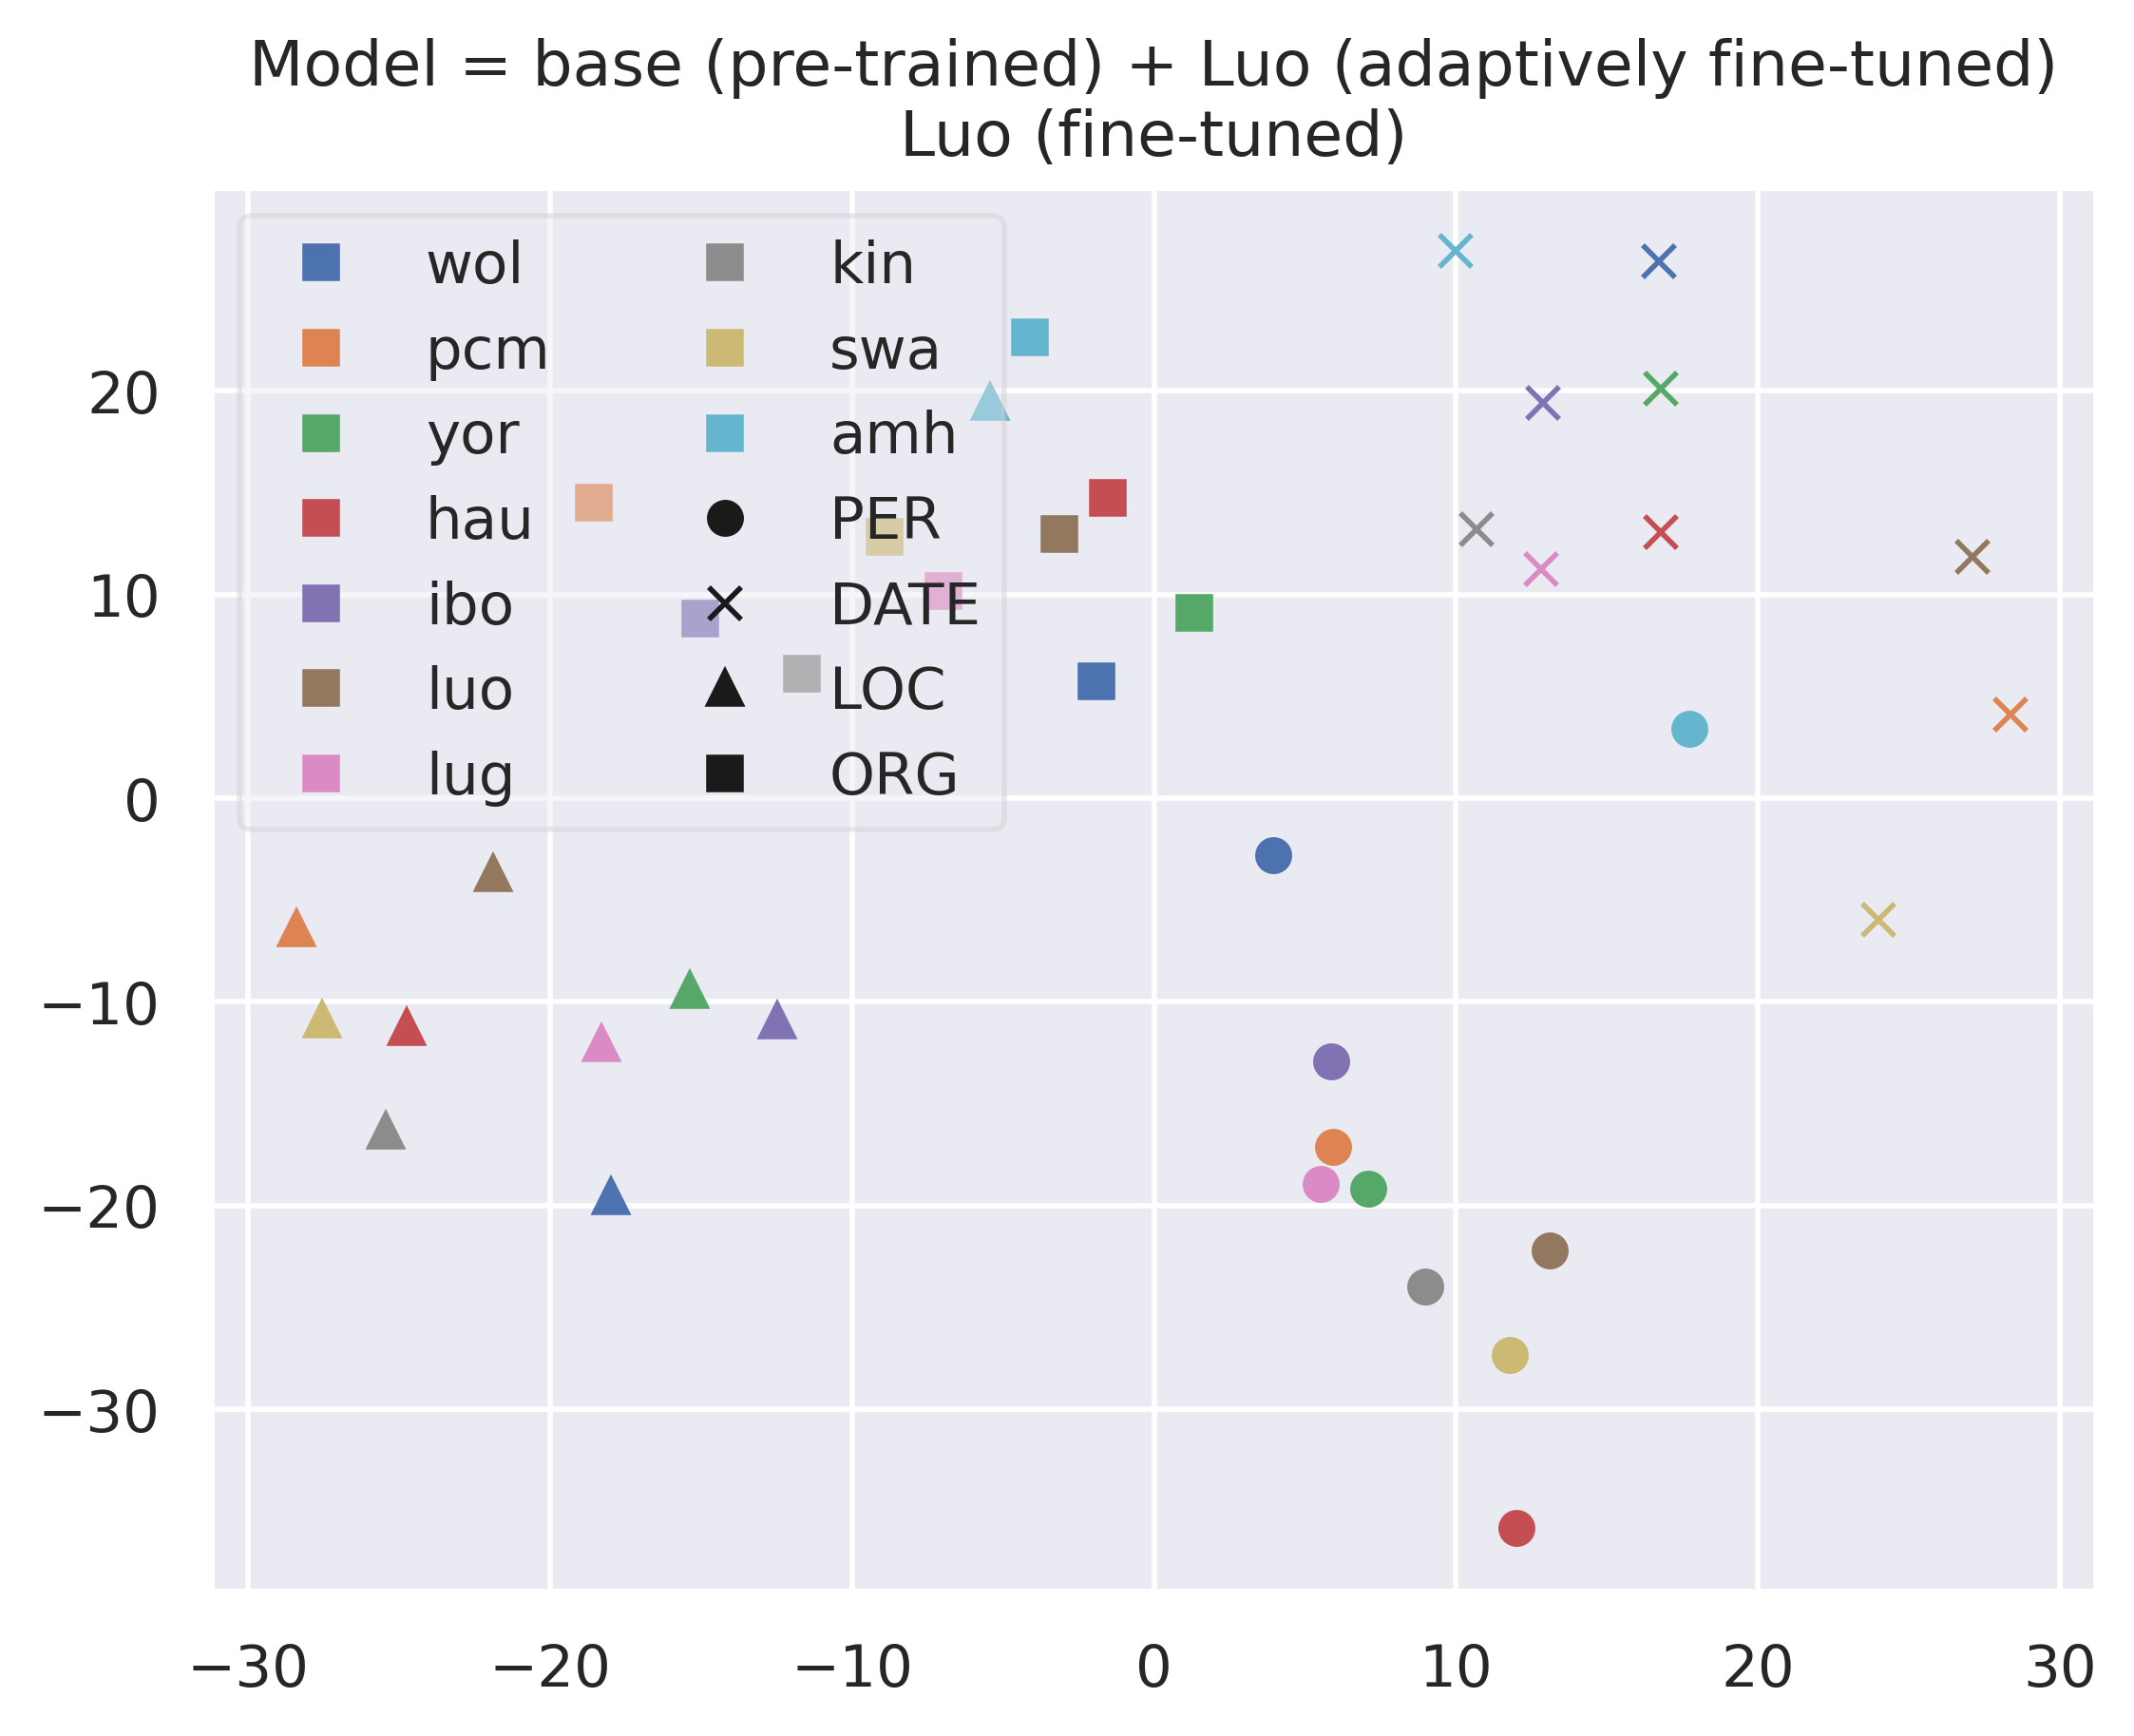 Model = base (pre-trained) + Luo (adaptively fine-tuned)
Luo (fine-tuned)
wol
pcm
yor
hau
ibo
luo
lug
kin
swa
amh
PER
DATE
LOC
ORG
20
10
0
−10
−20
−30
−30
−20
−10
0
10
20
30